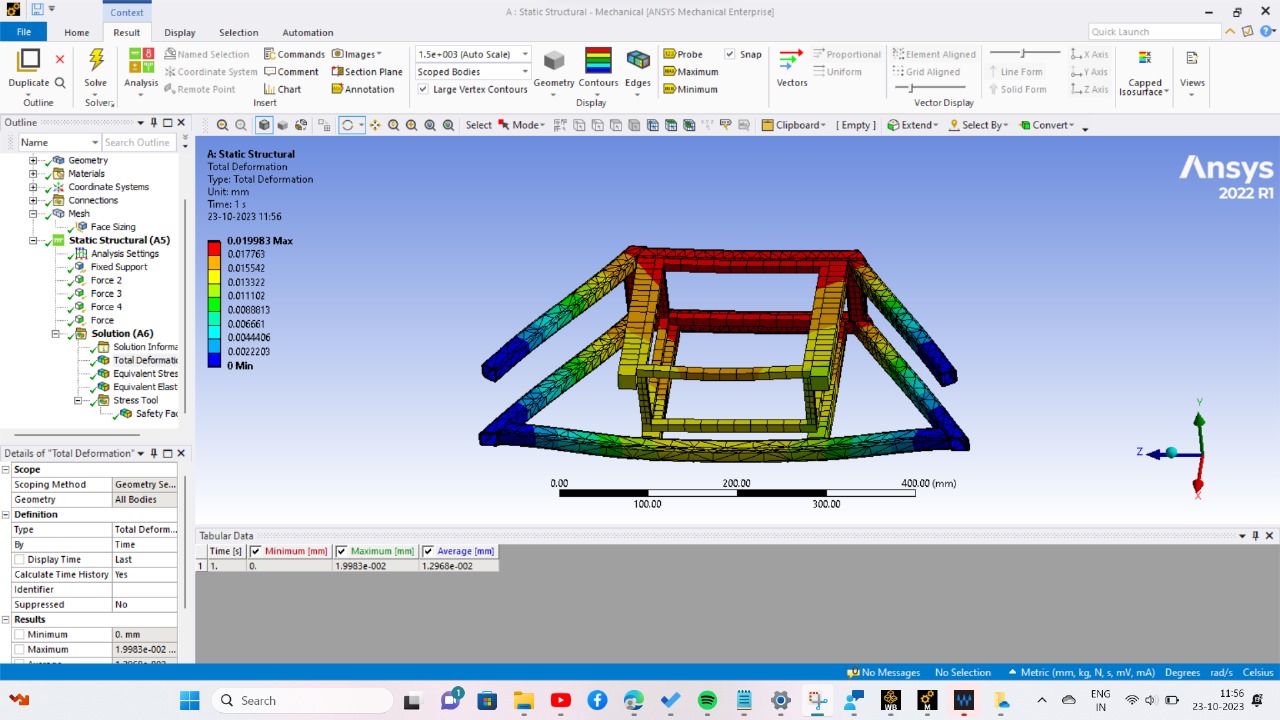 Context
A : Static Structural - Mechanical [ANSYS Mechanical Enterprise]
File Home Result Display Selection Automation Quick Launch
Duplicate
Outline
Solve
Solver
Analysis
Named Selection
Coordinate System
Remote Point
Commands
Comment
Chart
Images
Section Plane
Annotation
Insert
1.5e+003 (Auto Scale)
Scoped Bodies
Large Vertex Contours
Geometry Contours Edges
Display
Probe
Maximum
Minimum
Snap
Vectors
Proportional
Uniform
Element Aligned
Grid Aligned
Line Form
Solid Form
X Axis
Y Axis
Z Axis
Vector Display
Capped
Isosurface
Views
Outline
Select Mode Clipboard [ Empty ] Extend Select By Convert
Name Search Outline
Geometry
Materials
Coordinate Systems
Connections
Mesh
Face Sizing
Static Structural (A5)
Analysis Settings
Fixed Support
Force 2
Force 3
Force 4
Force
Solution (A6)
Solution Informa
Total Deformatic
Equivalent Stres
Equivalent Elast
Stress Tool
Safety Fac
A: Static Structural
Total Deformation
Type: Total Deformation
Unit: mm
Time: 1 s
23-10-2023 11:56
0.019983 Max
0.017763
0.015542
0.013322
0.011102
0.0088813
0.006661
0.0044406
0.0022203
0 Min
Ansys
2022 R1
Y
Z
X
0.00 200.00 400.00 (mm)
100.00 300.00
Details of "Total Deformation"
Scope
Scoping Method Geometry Se...
Geometry All Bodies
Definition
Type Total Deform...
By Time
Display Time Last
Calculate Time History Yes
Identifier
Suppressed No
Results
Minimum 0. mm
Maximum 1.9983e-002 ...
Tabular Data
Time [s] Minimum [mm] Maximum [mm] Average [mm]
1 1. 0. 1.9983e-002 1.2968e-002
No Messages No Selection Metric (mm, kg, N, s, mV, mA) Degrees rad/s Celsius
Search
1
WB
M
ENG
IN
11:56
23-10-2023